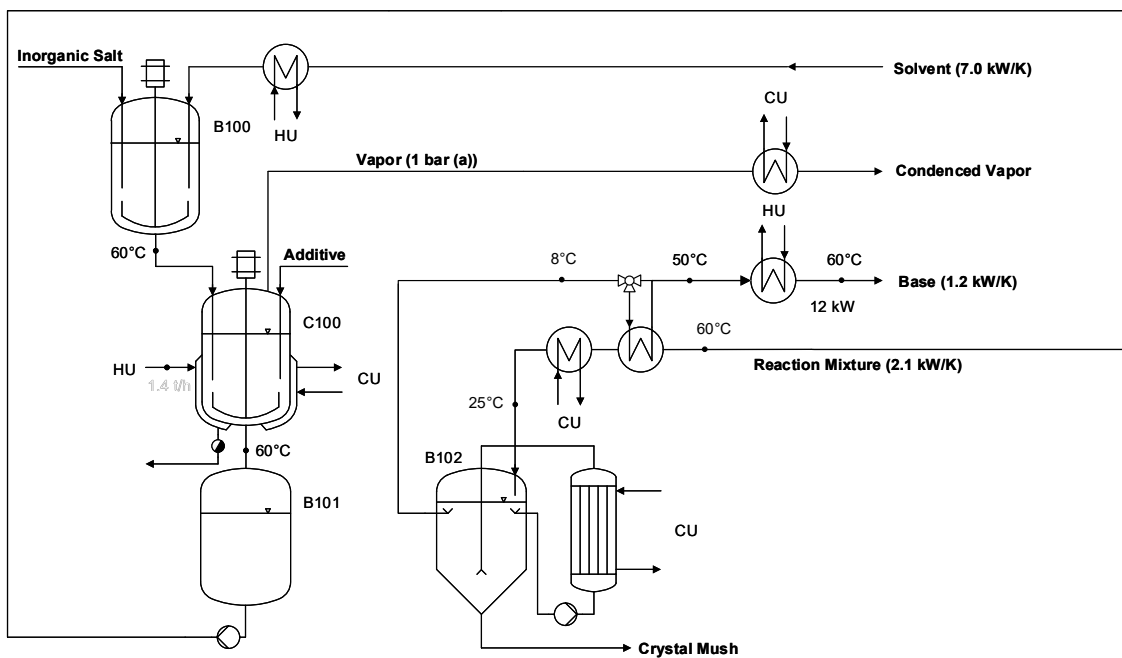 Inorganic Salt
Solvent (7.0 kW/K)
HU
B100
CU
Vapor (1 bar (a))
Condenced Vapor
HU
60°C
Additive
8°C
50°C
60°C
Base (1.2 kW/K)
12 kW
C100
60°C
Reaction Mixture (2.1 kW/K)
HU
1.4 t/h
CU
25°C
CU
60°C
B102
B101
CU
Crystal Mush